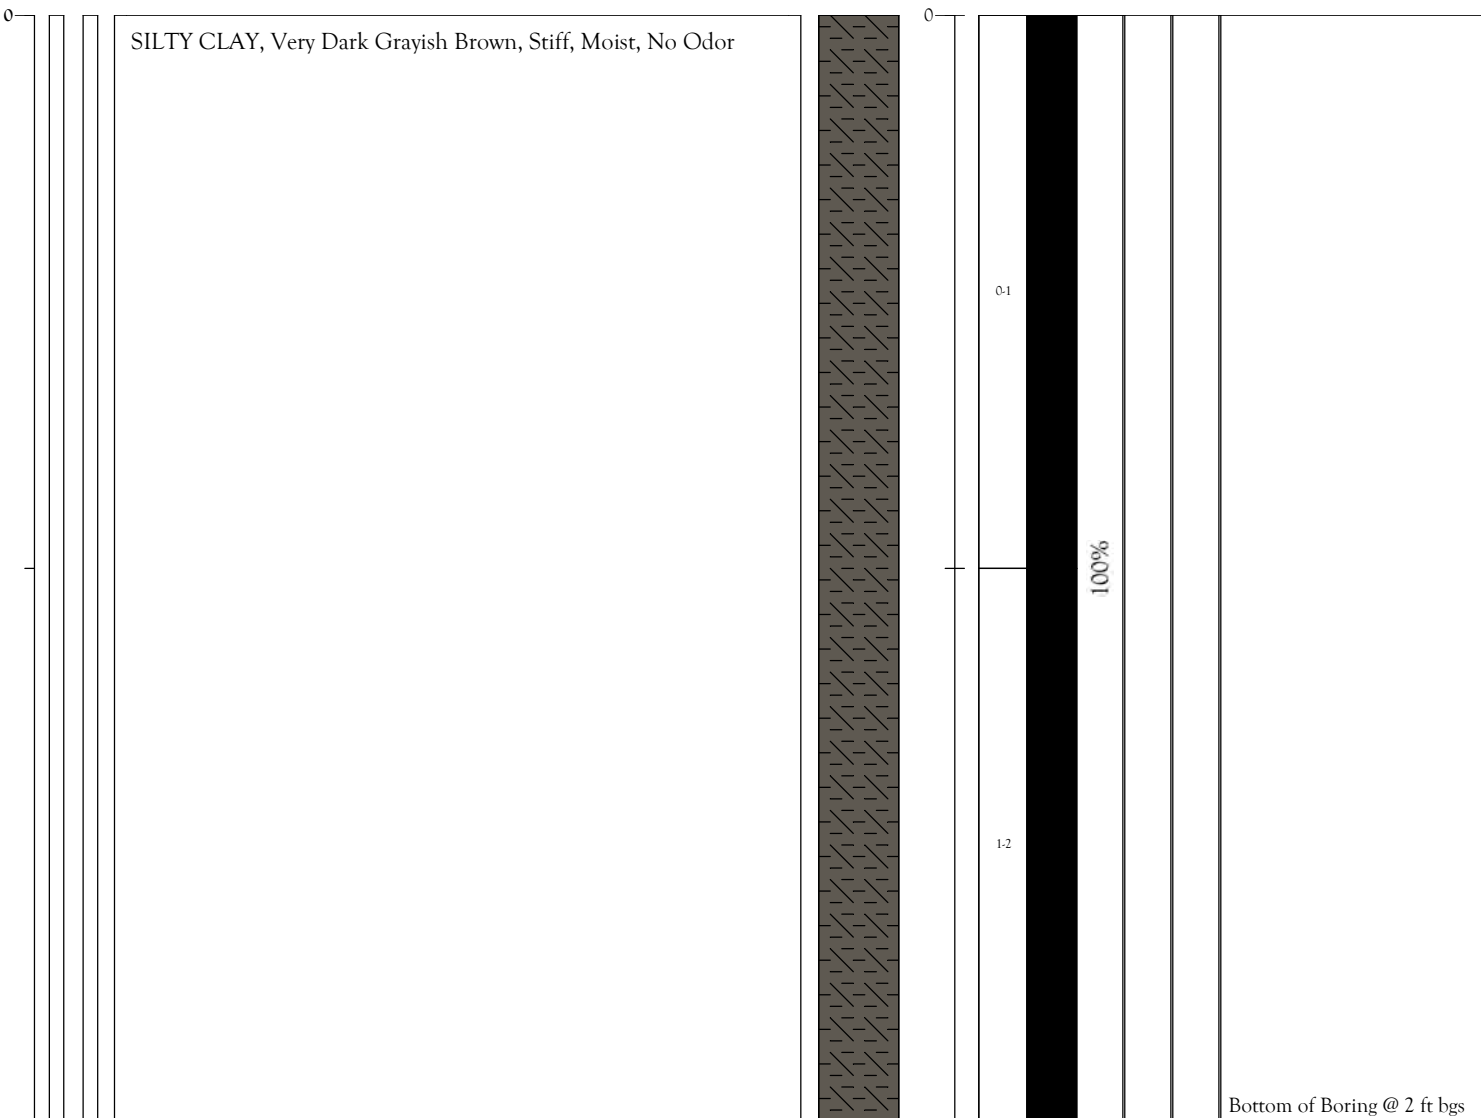 0
SILTY CLAY, Very Dark Grayish Brown, Stiff, Moist, No Odor
0
0-1
100%
1-2
Bottom of Boring @ 2 ft bgs